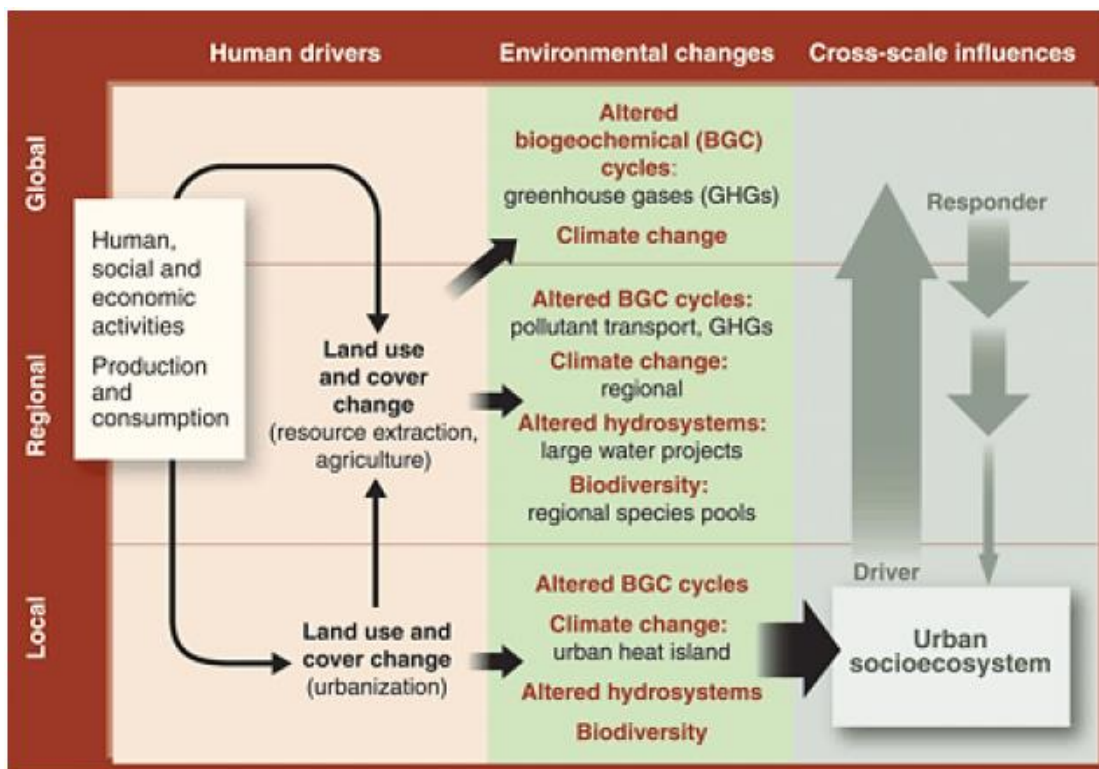 Human drivers
Environmental changes
Cross-scale influences
Global
Regional
Local
Human,
social and
economic
activities
Production
and
consumption
Land use
and cover
change
(resource extraction,
agriculture)
Land use and
cover change
(urbanization)
Altered
biogeochemical (BGC)
cycles:
greenhouse gases (GHGs)
Climate change
Altered BGC cycles:
pollutant transport, GHGs
Climate change:
regional
Altered hydrosystems:
large water projects
Biodiversity:
regional species pools
Altered BGC cycles
Climate change:
urban heat island
Altered hydrosystems
Biodiversity
Responder
Driver
Urban
socioecosystem